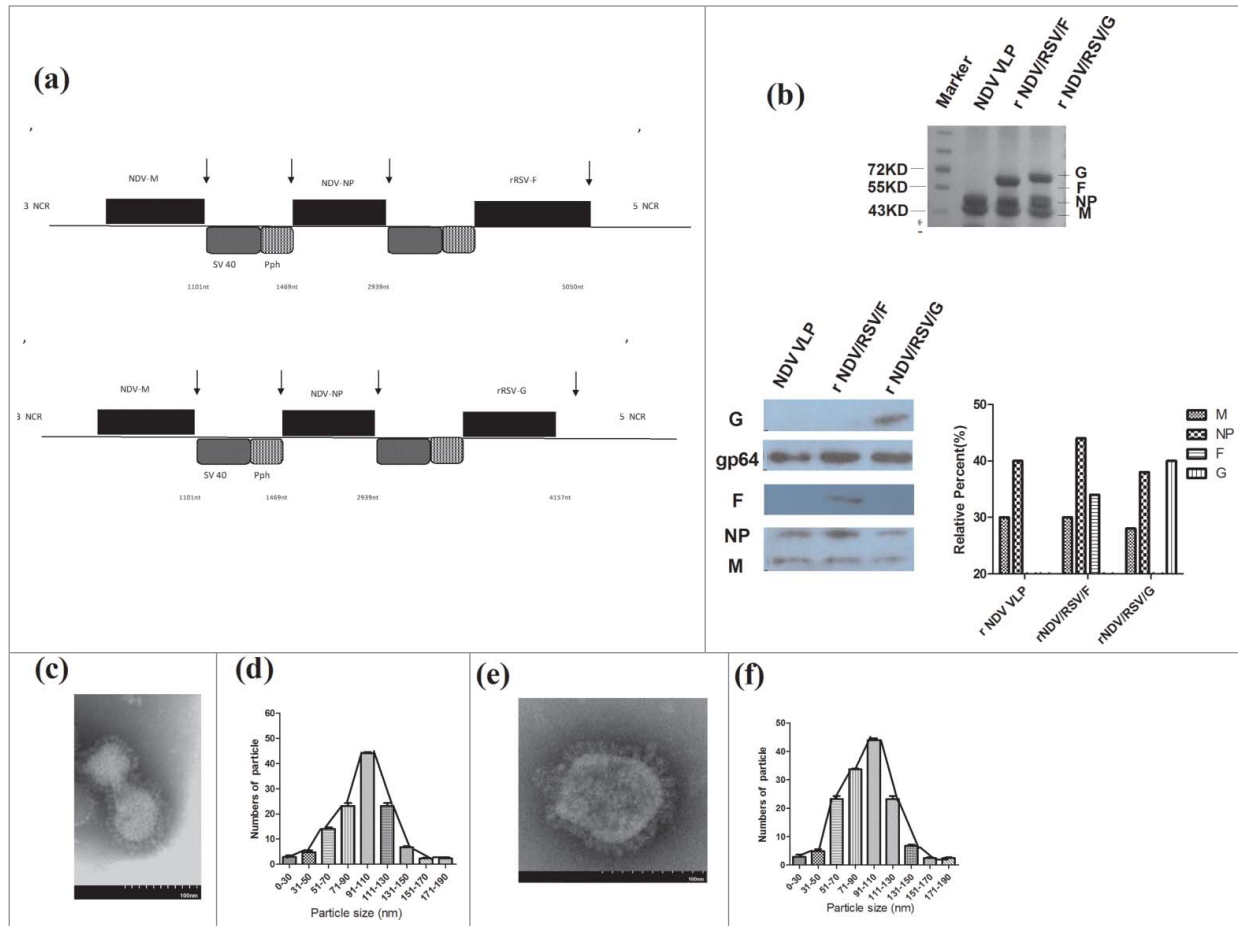 (a)
NDV-M NDV-NP rRSV-F
3 NCR 5 NCR
SV 40 Pph
1101nt 1469nt 2939nt 5050nt
NDV-M NDV-NP rRSV-G
3 NCR 5 NCR
SV 40 Pph
1101nt 1469nt 2939nt 4157nt
(b)
Marker
NDV VLP
r NDV/RSV/F
r NDV/RSV/G
72KD
55KD
43KD
G
F
NP
M
NDV VLP
r NDV/RSV/F
r NDV/RSV/G
G
gp64
F
NP
M
Relative Percent(%)
50
40
30
20
r NDV VLP
rNDV/RSV/F
rNDV/RSV/G
M
NP
F
G
(c)
100nm
(d)
Numbers of particle
60
50
40
30
20
10
0
0-30
31-50
51-70
71-90
91-110
111-130
131-150
151-170
171-190
Particle size (nm)
(e)
100nm
(f)
Numbers of particle
50
40
30
20
10
0
0-30
31-50
51-70
71-90
91-110
111-130
131-150
151-170
171-190
Particle size (nm)